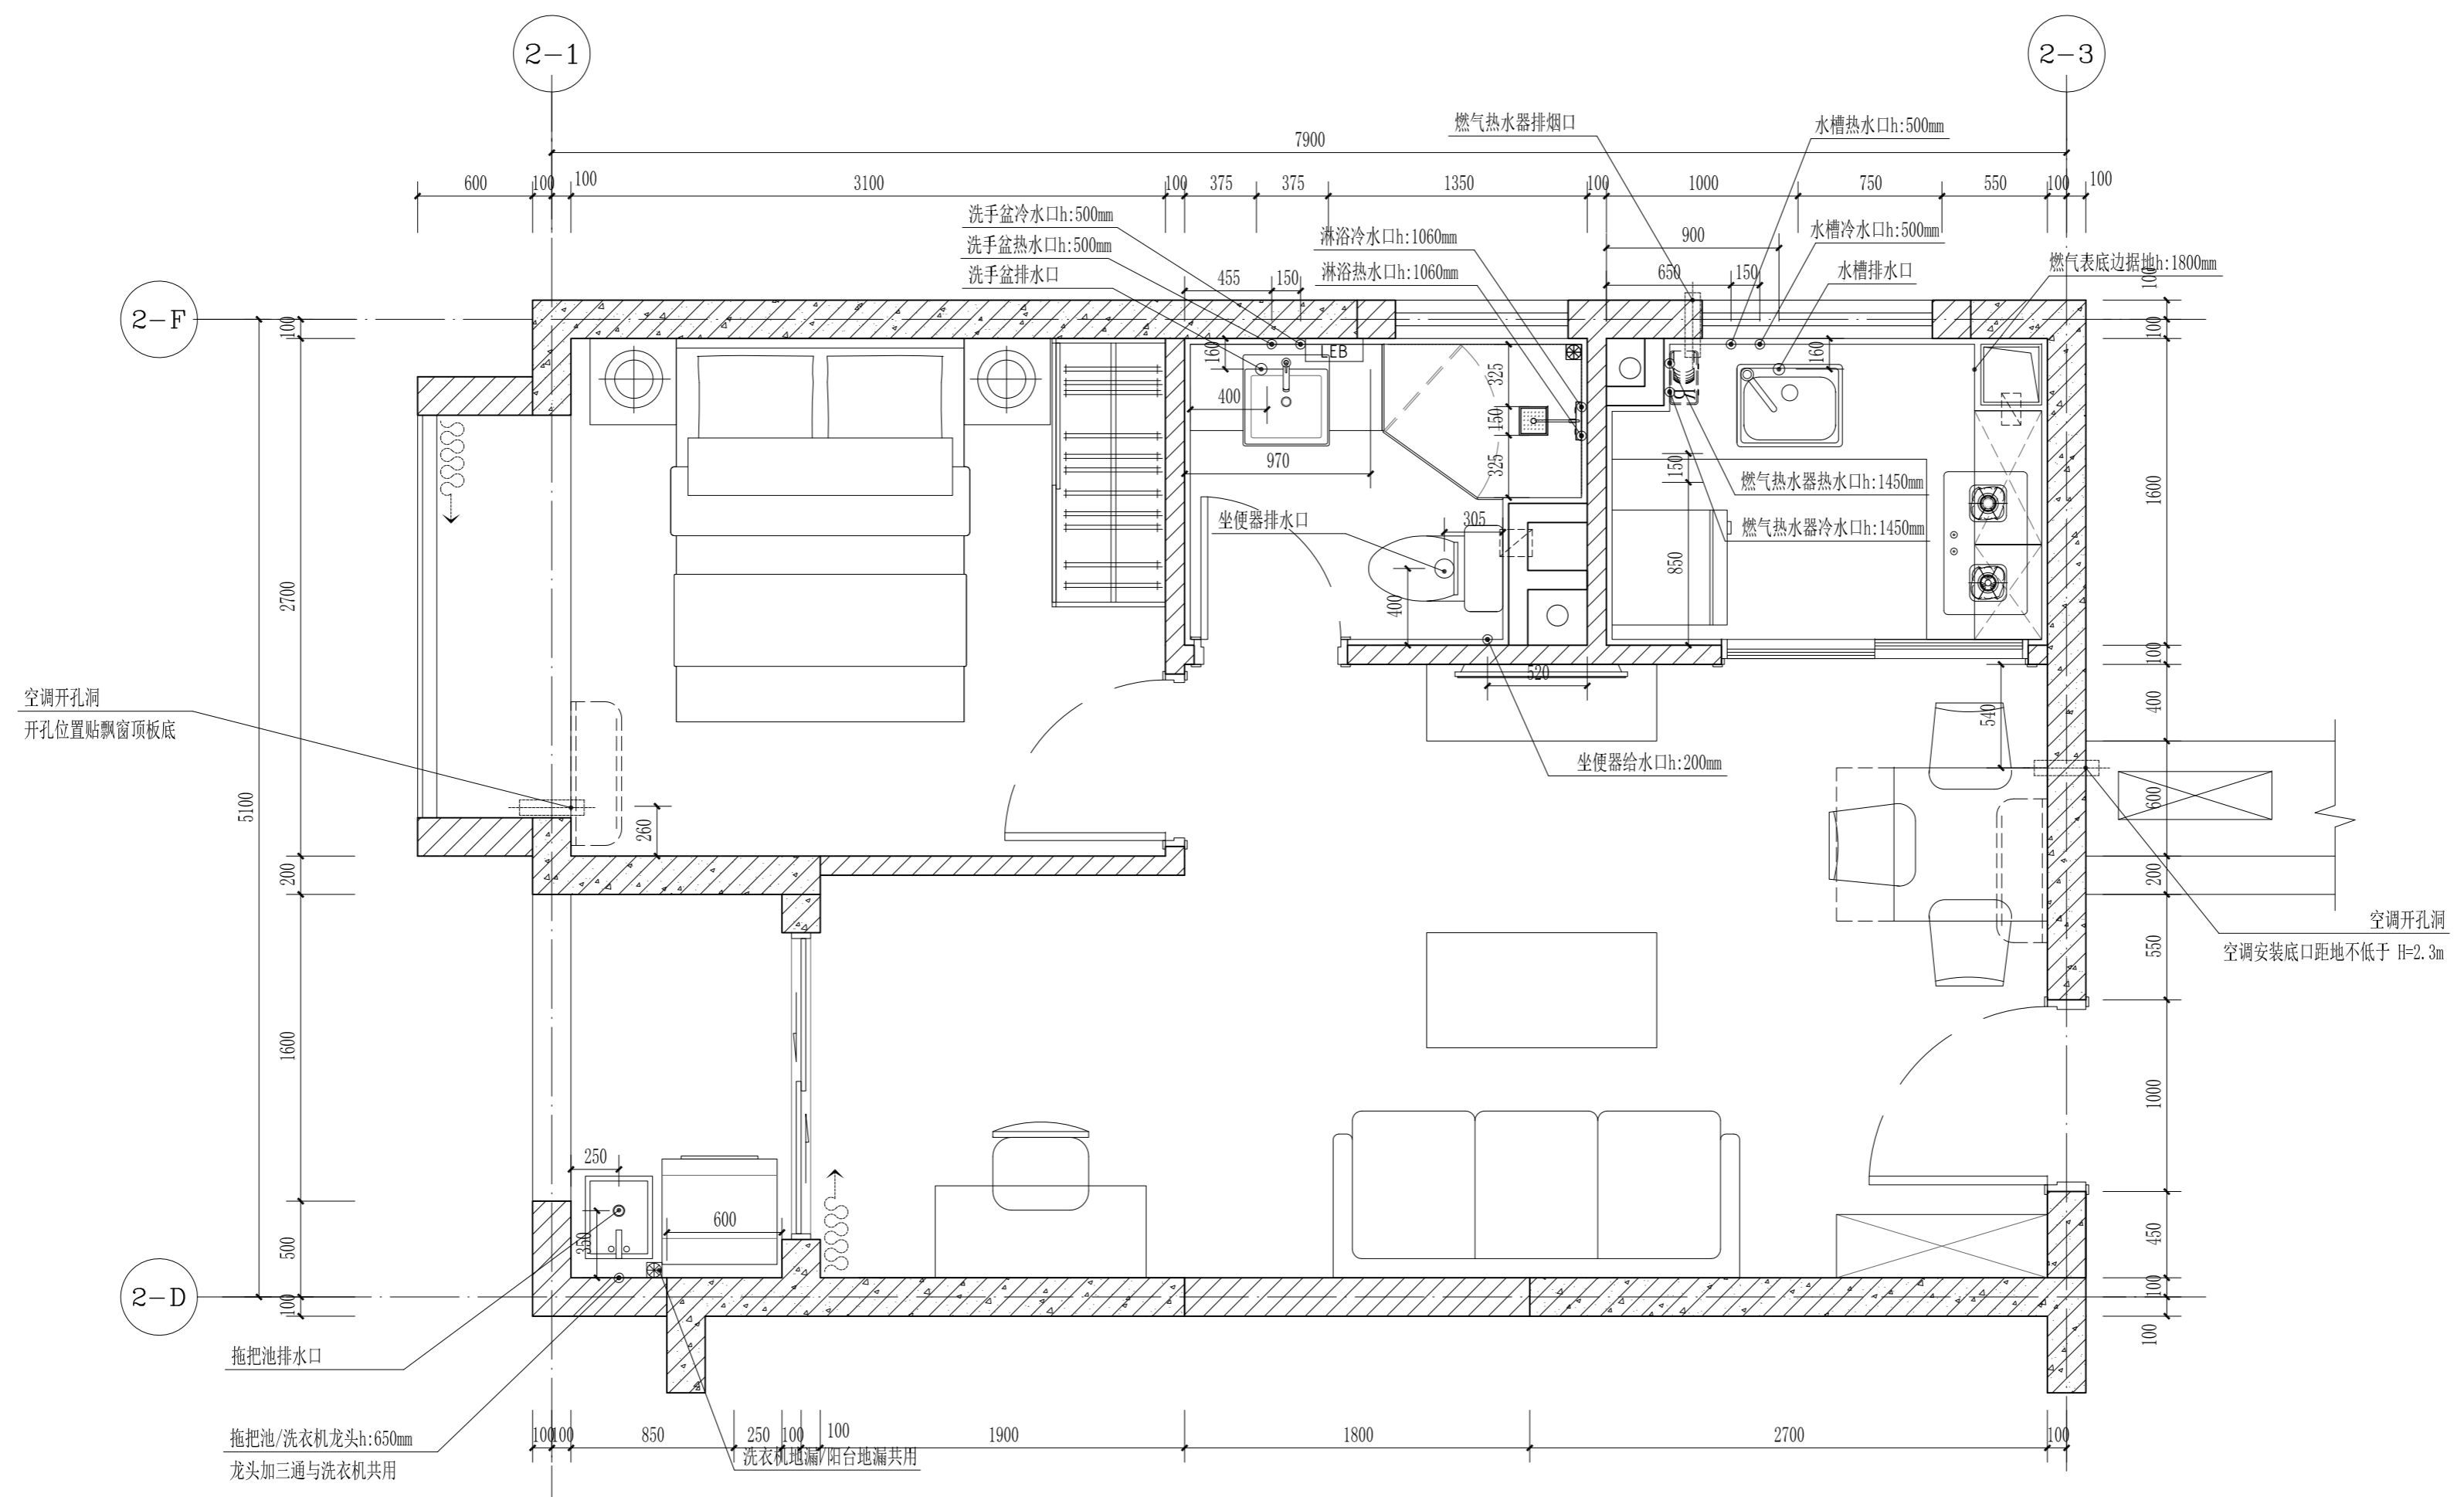 2-1
2-3
燃气热水器排烟口
水槽热水口h:500mm
7900
600
100
100
3100
100
375
375
1350
100
1000
750
550
100
100
洗手盆冷水口h:500mm
洗手盆热水口h:500mm
洗手盆排水口
淋浴冷水口h:1060mm
淋浴热水口h:1060mm
900
水槽冷水口h:500mm
水槽排水口
燃气表底边据地h:1800mm
455
150
650
150
100
2-F
100
100
160
LEB
160
325
400
150
325
970
150
燃气热水器热水口h:1450mm
1600
坐便器排水口
305
燃气热水器冷水口h:1450mm
850
2700
400
100
520
空调开孔洞
开孔位置贴飘窗顶板底
540
400
坐便器给水口h:200mm
5100
260
600
200
200
空调开孔洞
空调安装底口距地不低于 H=2.3m
550
1600
1000
250
600
350
500
450
2-D
100
100
100
拖把池排水口
拖把池/洗衣机龙头h:650mm
龙头加三通与洗衣机共用
100
100
850
250
100
100
1900
1800
2700
100
洗衣机地漏/阳台地漏共用